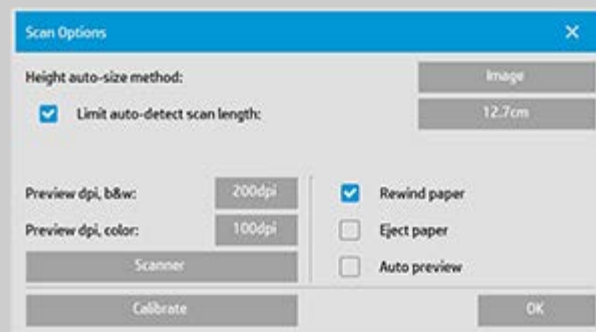 Scan Options
Height auto-size method: Image
Limit auto-detect scan length: 12.7cm
Preview dpi, b&w: 200dpi Rewind paper
Preview dpi, color: 100dpi Eject paper
Scanner Auto preview
Calibrate OK